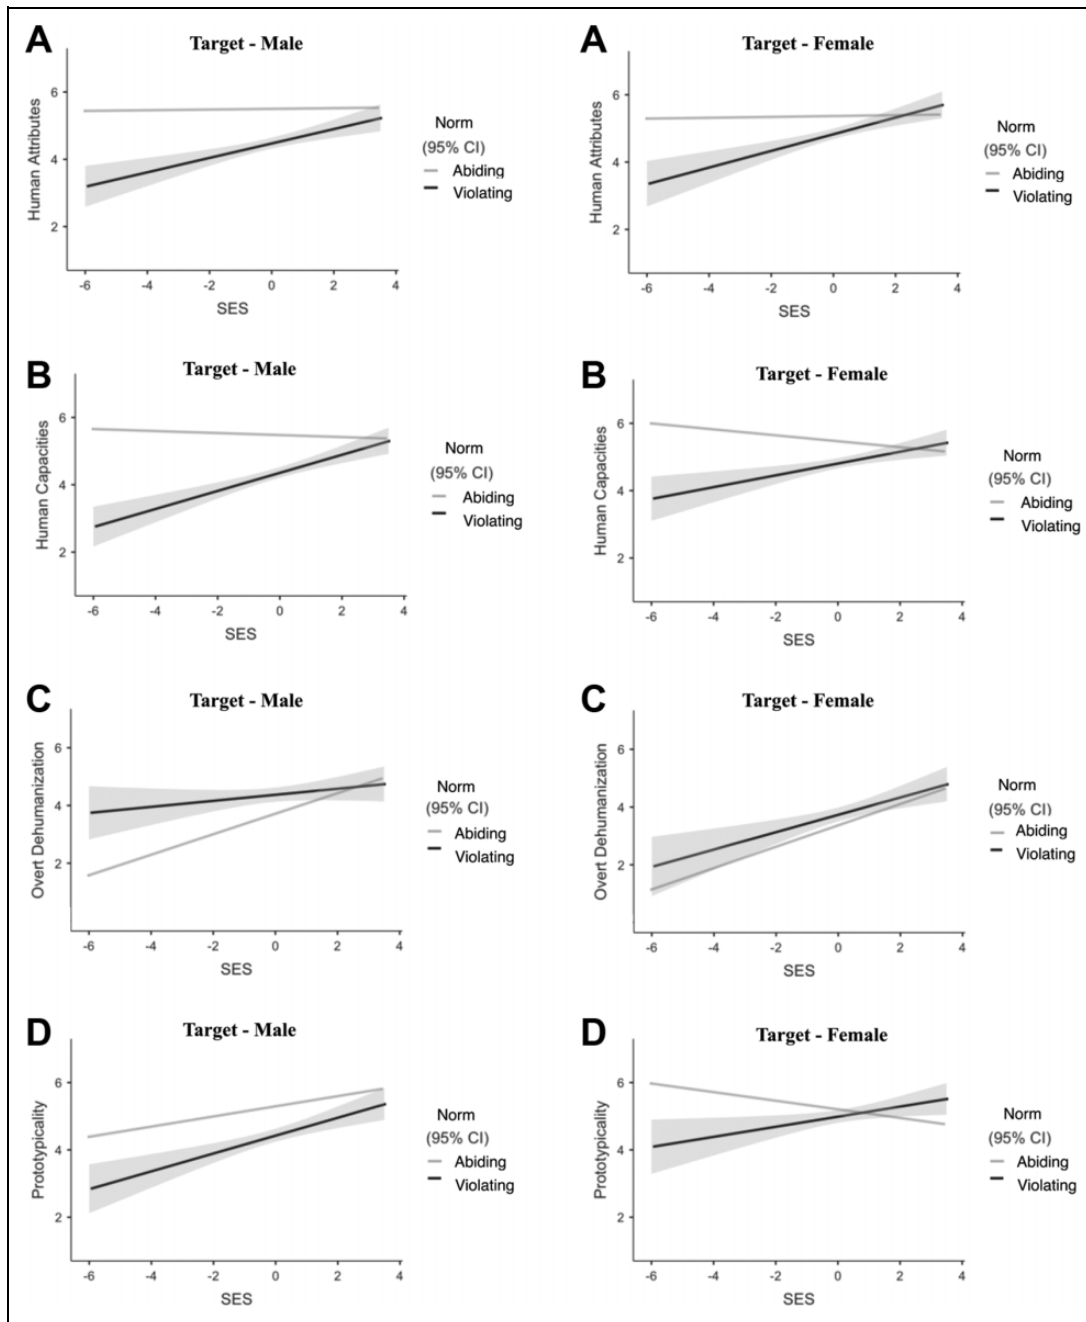 A
Target - Male
Human Attributes
6
4
2
-6 -4 -2 0 2 4
SES
Norm
(95% CI)
Abiding
Violating
A
Target - Female
Human Attributes
6
4
2
-6 -4 -2 0 2 4
SES
Norm
(95% CI)
Abiding
Violating
B
Target - Male
Human Capacities
6
4
2
-6 -4 -2 0 2 4
SES
Norm
(95% CI)
Abiding
Violating
B
Target - Female
Human Capacities
6
4
2
-6 -4 -2 0 2 4
SES
Norm
(95% CI)
Abiding
Violating
C
Target - Male
Overt Dehumanization
6
4
2
-6 -4 -2 0 2 4
SES
Norm
(95% CI)
Abiding
Violating
C
Target - Female
Overt Dehumanization
6
4
2
-6 -4 -2 0 2 4
SES
Norm
(95% CI)
Abiding
Violating
D
Target - Male
Prototypicality
6
4
2
-6 -4 -2 0 2 4
SES
Norm
(95% CI)
Abiding
Violating
D
Target - Female
Prototypicality
6
4
2
-6 -4 -2 0 2 4
SES
Norm
(95% CI)
Abiding
Violating